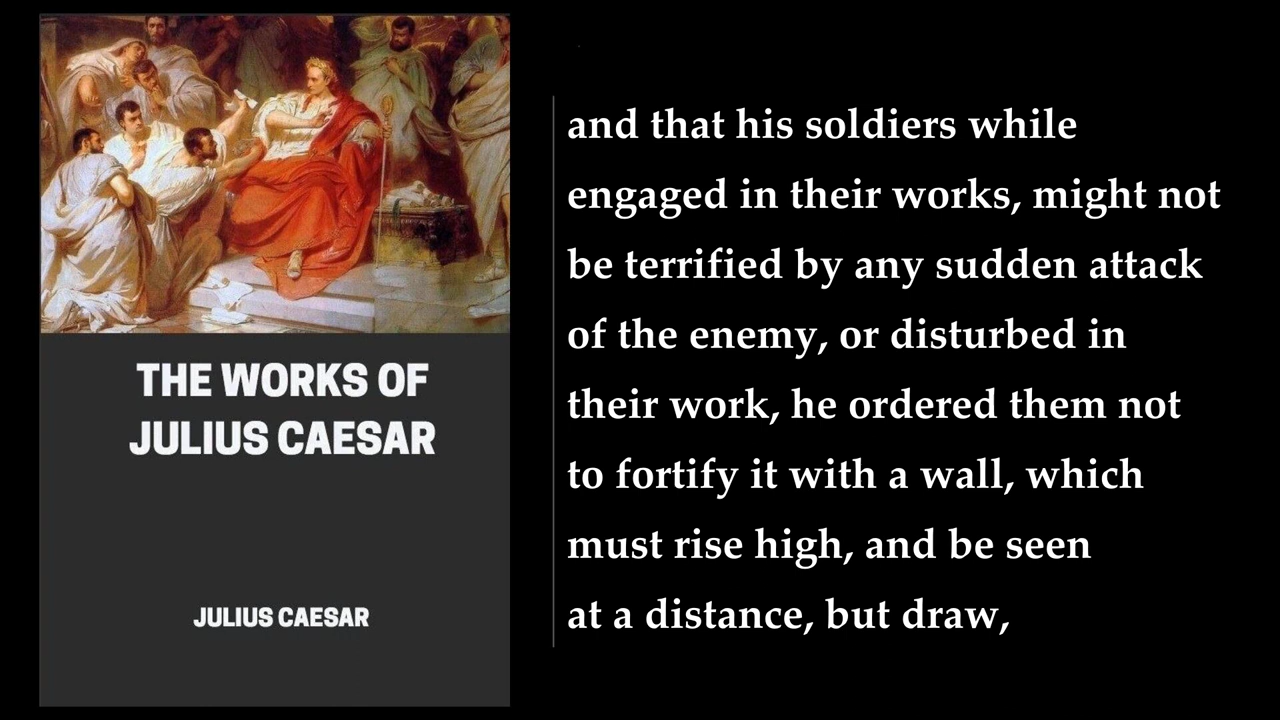 THE WORKS OF
JULIUS CAESAR
JULIUS CAESAR
and that his soldiers while
engaged in their works, might not
be terrified by any sudden attack
of the enemy, or disturbed in
their work, he ordered them not
to fortify it with a wall, which
must rise high, and be seen
at a distance, but draw,